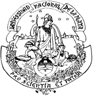 Universidad Nacional de La Plata
Pro Scientia et Patria